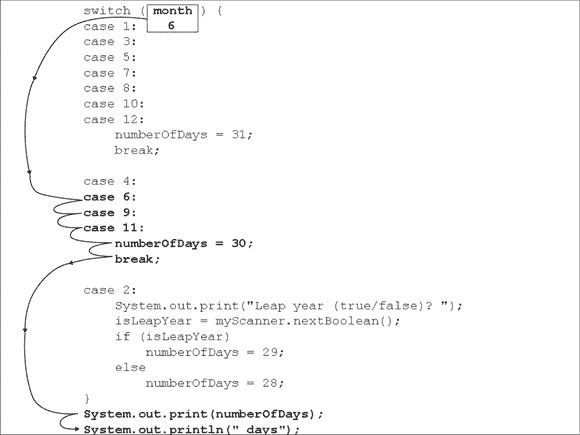 switch ( month ) {
6
case 1:
case 3:
case 5:
case 7:
case 8:
case 10:
case 12:
numberOfDays = 31;
break;
case 4:
case 6:
case 9:
case 11:
numberOfDays = 30;
break;
case 2:
System.out.print("Leap year (true/false)? ");
isLeapYear = myScanner.nextBoolean();
if (isLeapYear)
numberOfDays = 29;
else
numberOfDays = 28;
}
System.out.print(numberOfDays);
System.out.println(" days");